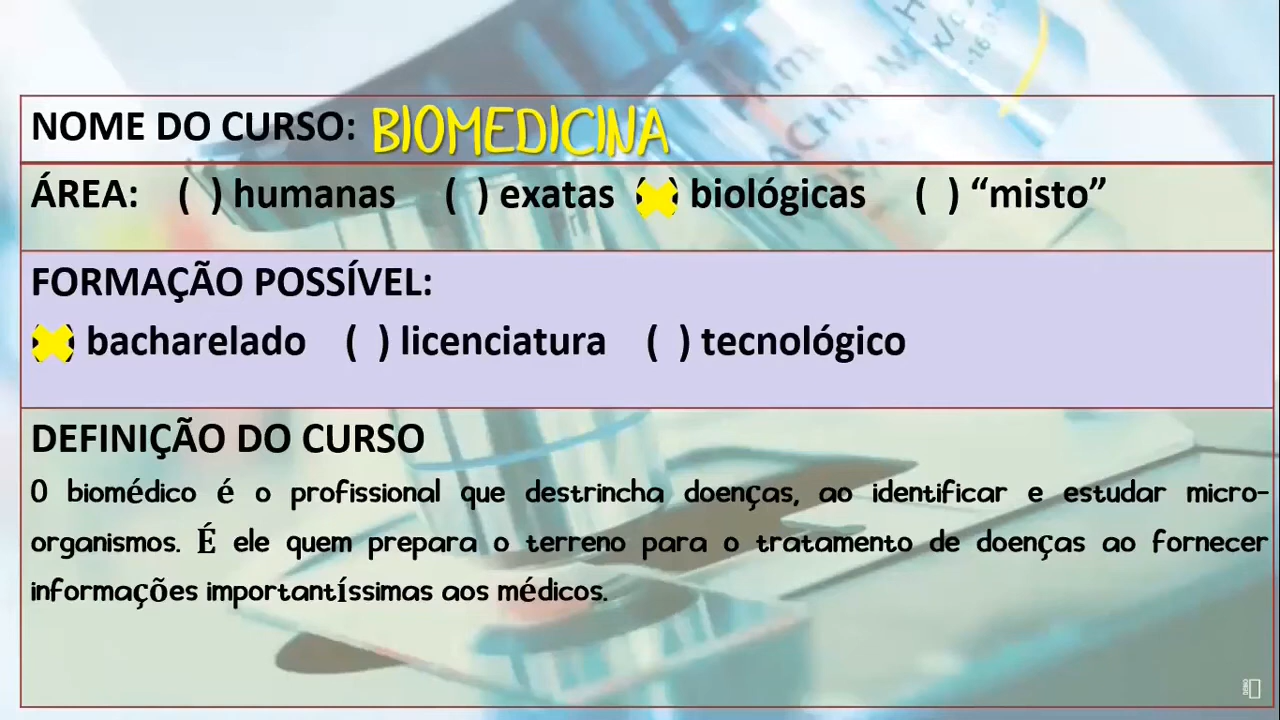 NOME DO CURSO: BIOMEDICINA
ÁREA: ( ) humanas ( ) exatas (X) biológicas ( ) “misto”
FORMAÇÃO POSSÍVEL:
(X) bacharelado ( ) licenciatura ( ) tecnológico
DEFINIÇÃO DO CURSO
O biomédico é o profissional que destrincha doenças, ao identificar e estudar micro-
organismos. É ele quem prepara o terreno para o tratamento de doenças ao fornecer
informações importantíssimas aos médicos.